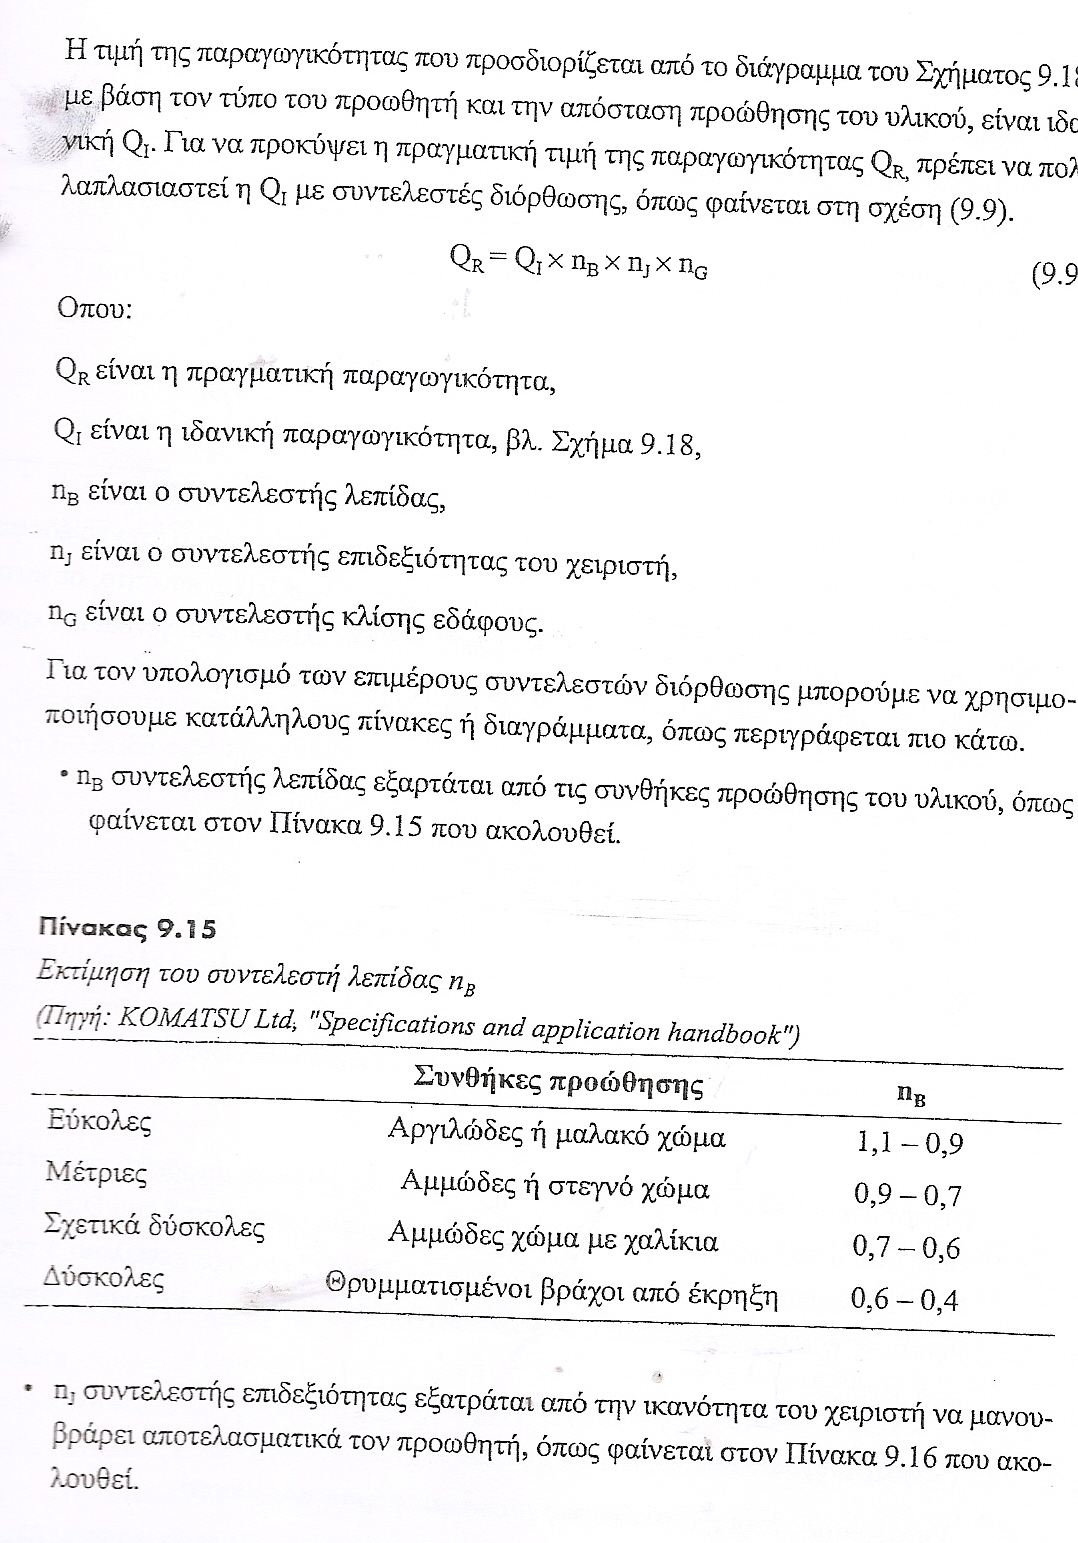 Η τιμή της παραγωγικότητας που προσδιορίζεται από το διάγραμμα του Σχήματος 9.18
με βάση τον τύπο του προωθητή και την απόσταση προώθησης του υλικού, είναι ιδα
νική Q_I. Για να προκύψει η πραγματική τιμή της παραγωγικότητας Q_R, πρέπει να πολ
λαπλασιαστεί η Q_I με συντελεστές διόρθωσης, όπως φαίνεται στη σχέση (9.9).
Q_R = Q_I × n_B × n_J × n_G (9.9
Οπου:
Q_R είναι η πραγματική παραγωγικότητα,
Q_I είναι η ιδανική παραγωγικότητα, βλ. Σχήμα 9.18,
n_B είναι ο συντελεστής λεπίδας,
n_J είναι ο συντελεστής επιδεξιότητας του χειριστή,
n_G είναι ο συντελεστής κλίσης εδάφους.
Για τον υπολογισμό των επιμέρους συντελεστών διόρθωσης μπορούμε να χρησιμο-
ποιήσουμε κατάλληλους πίνακες ή διαγράμματα, όπως περιγράφεται πιο κάτω.
• n_B συντελεστής λεπίδας εξαρτάται από τις συνθήκες προώθησης του υλικού, όπως
φαίνεται στον Πίνακα 9.15 που ακολουθεί.
Πίνακας 9.15
Εκτίμηση του συντελεστή λεπίδας n_B
(Πηγή: KOMATSU Ltd, "Specifications and application handbook")
Συνθήκες προώθησης n_B
Εύκολες Αργιλώδες ή μαλακό χώμα 1,1 – 0,9
Μέτριες Αμμώδες ή στεγνό χώμα 0,9 – 0,7
Σχετικά δύσκολες Αμμώδες χώμα με χαλίκια 0,7 – 0,6
Δύσκολες Θρυμματισμένοι βράχοι από έκρηξη 0,6 – 0,4
• n_J συντελεστής επιδεξιότητας εξατράται από την ικανότητα του χειριστή να μανου-
βράρει αποτελασματικά τον προωθητή, όπως φαίνεται στον Πίνακα 9.16 που ακο-
λουθεί.